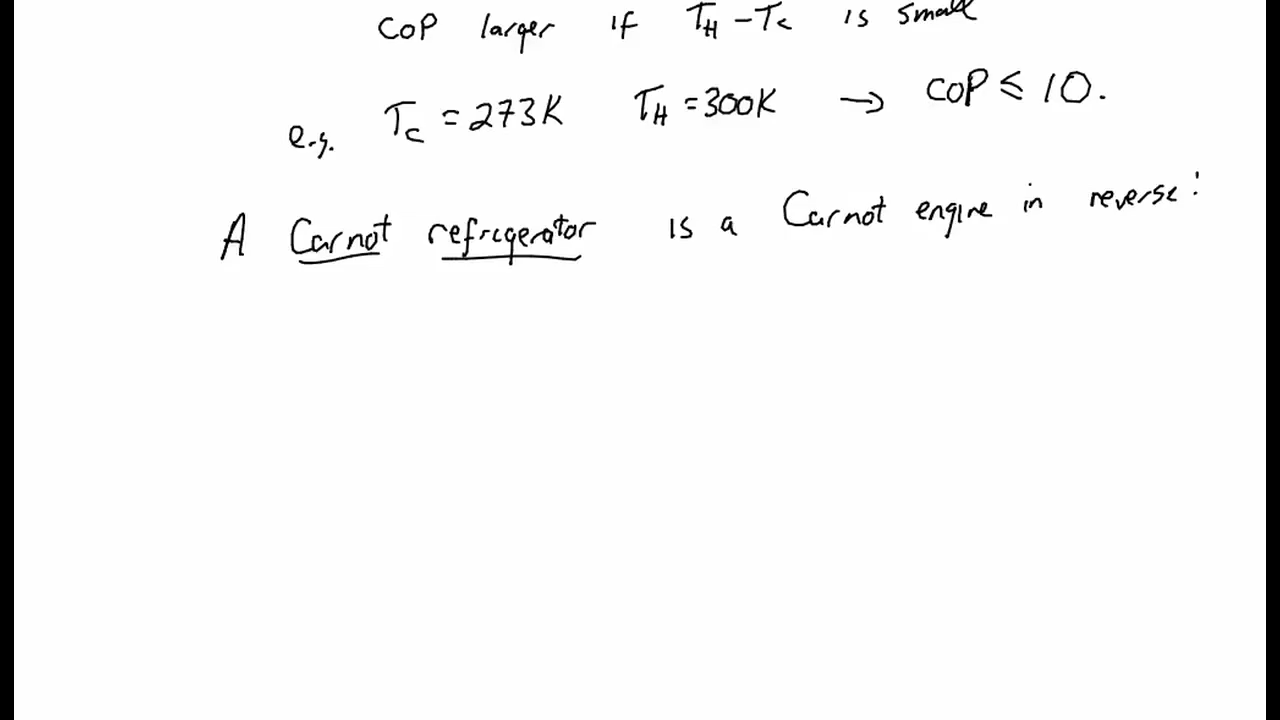 COP larger if T_H - T_C is small
e.g. T_C = 273K T_H = 300K → COP ≤ 10.
A Carnot refrigerator is a Carnot engine in reverse: